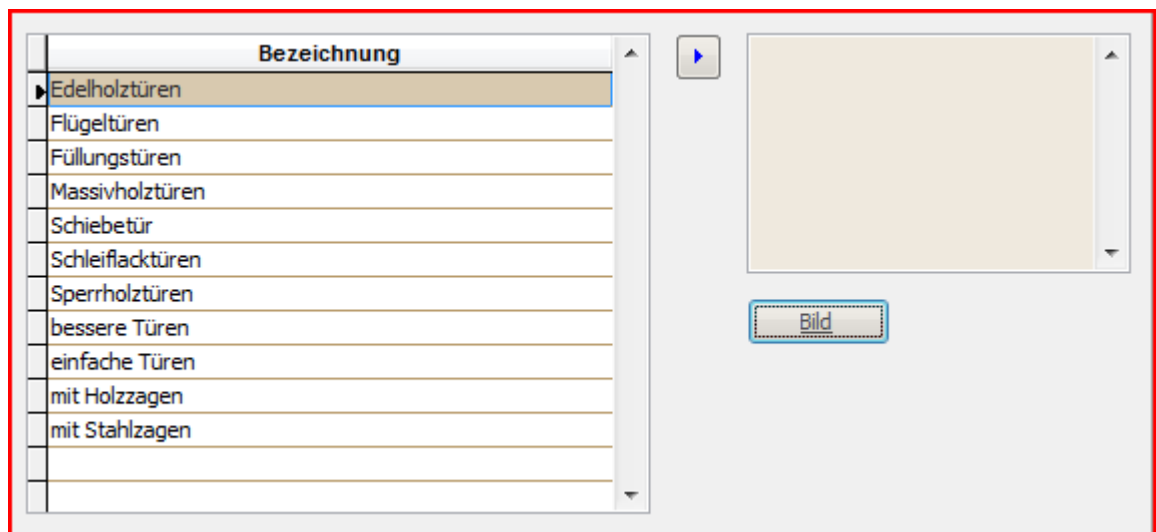 Bezeichnung
Edelholztüren
Flügeltüren
Füllungstüren
Massivholztüren
Schiebetür
Schleiflacktüren
Sperrholztüren
bessere Türen
einfache Türen
mit Holzzagen
mit Stahlzagen
Bild